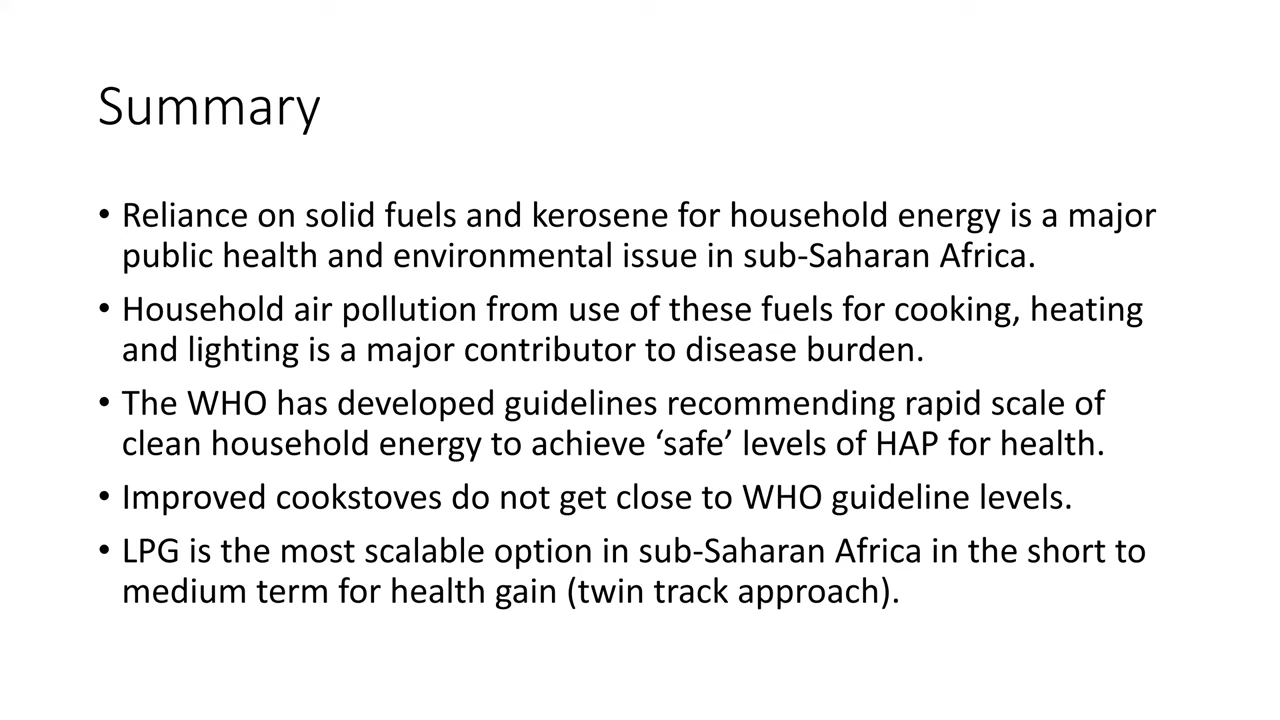 Summary
• Reliance on solid fuels and kerosene for household energy is a major
public health and environmental issue in sub-Saharan Africa.
• Household air pollution from use of these fuels for cooking, heating
and lighting is a major contributor to disease burden.
• The WHO has developed guidelines recommending rapid scale of
clean household energy to achieve ‘safe’ levels of HAP for health.
• Improved cookstoves do not get close to WHO guideline levels.
• LPG is the most scalable option in sub-Saharan Africa in the short to
medium term for health gain (twin track approach).